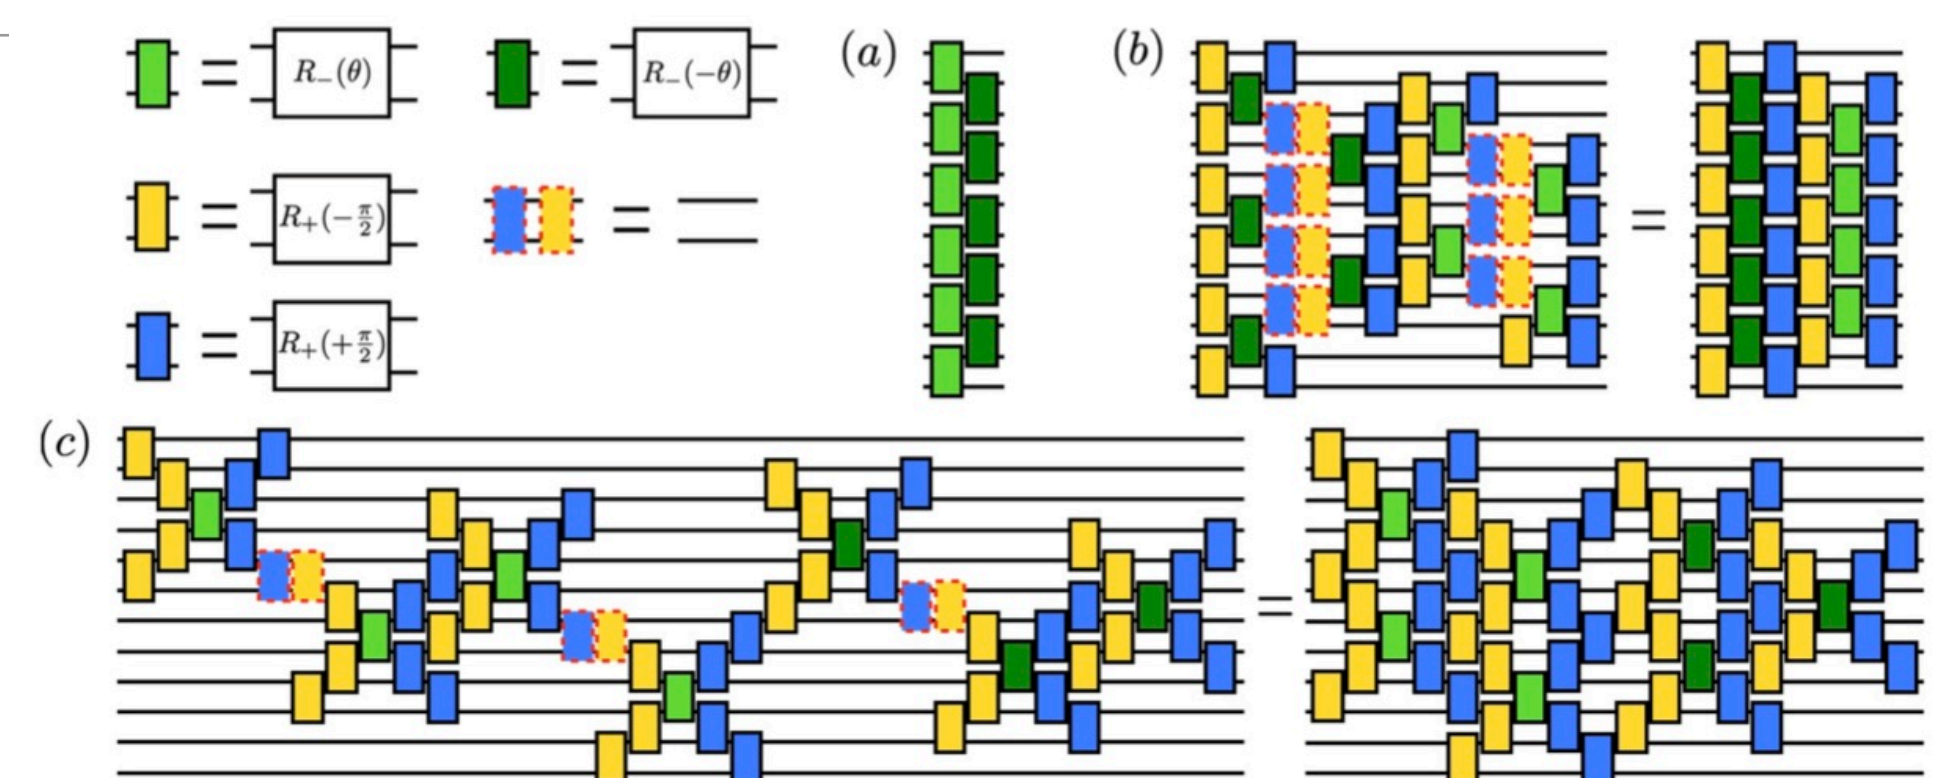 = R₋(θ)
= R₋(−θ)
(a)
(b)
= R₊(−π/2)
=
=
= R₊(+π/2)
(c)
=